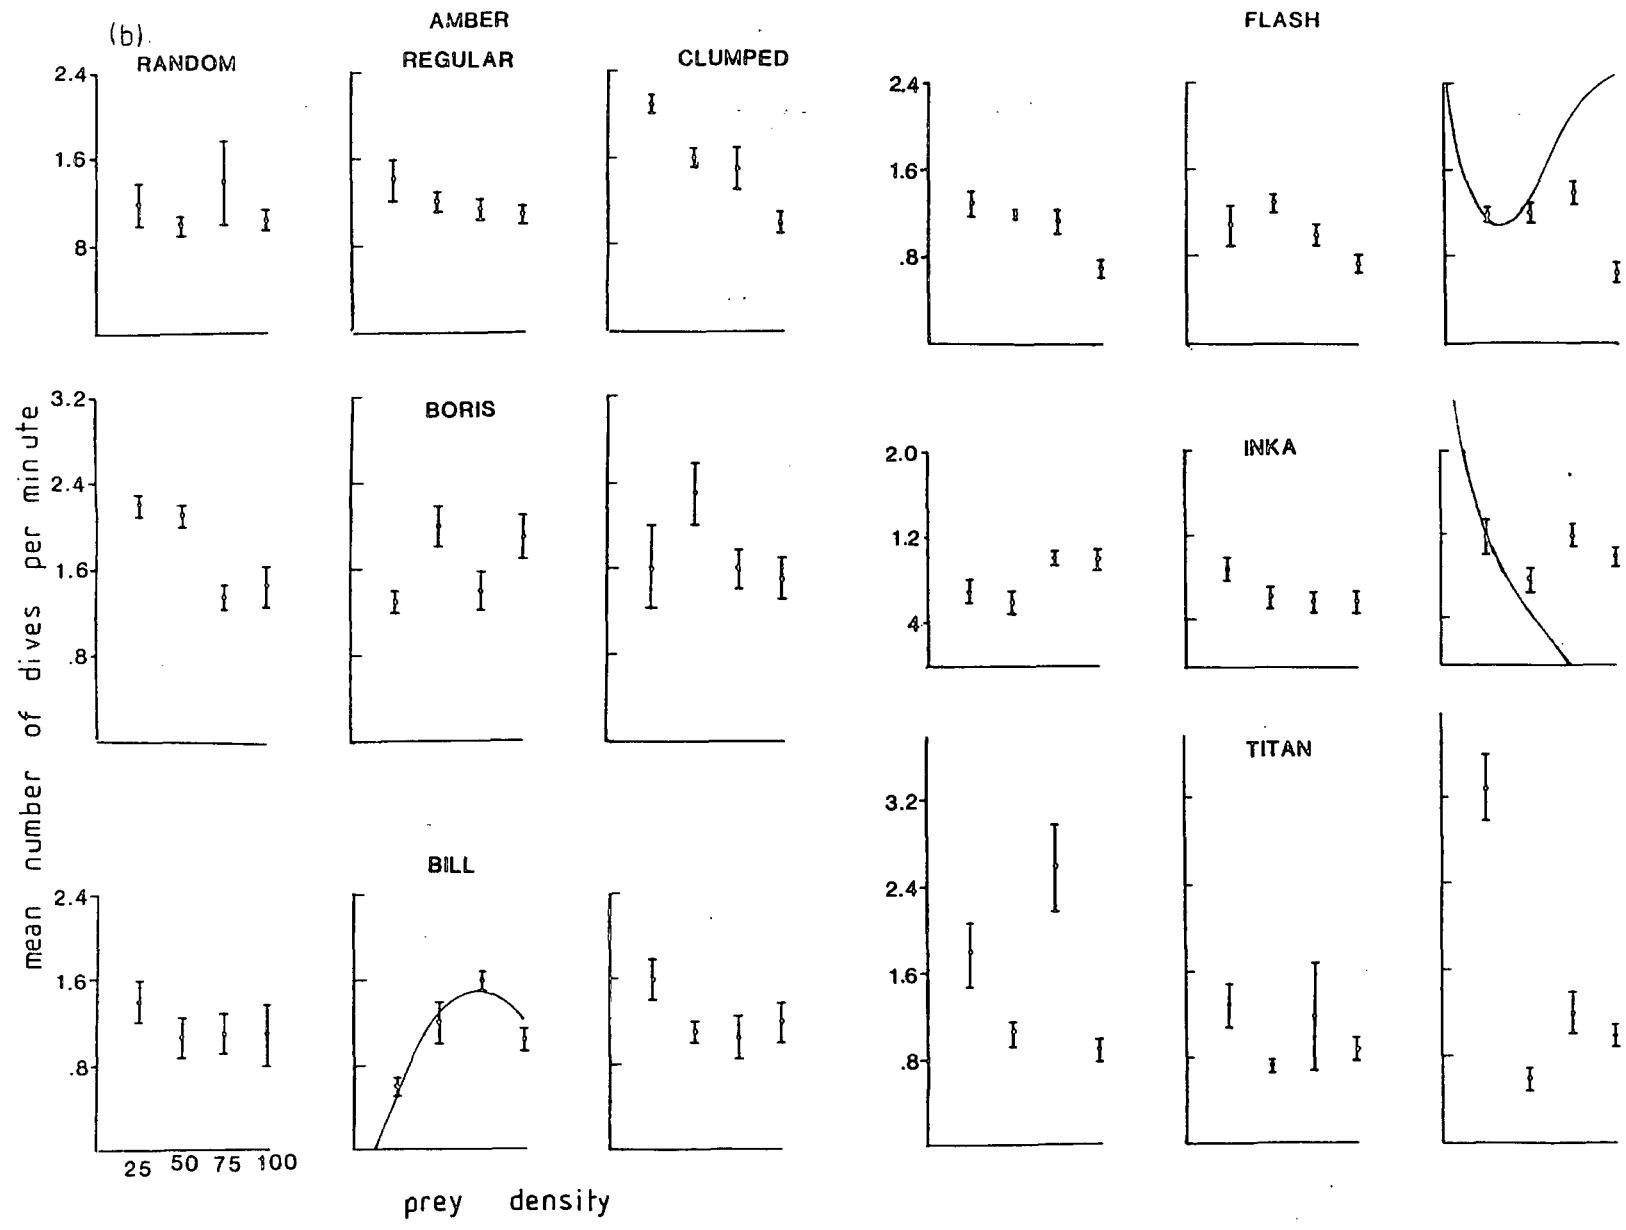 (b).
AMBER
FLASH
RANDOM
REGULAR
CLUMPED
2.4
1.6
8
2.4
1.6
.8
mean number of dives per minute
BORIS
3.2
2.4
1.6
.8
INKA
2.0
1.2
4
BILL
2.4
1.6
.8
TITAN
3.2
2.4
1.6
.8
25 50 75 100
prey density